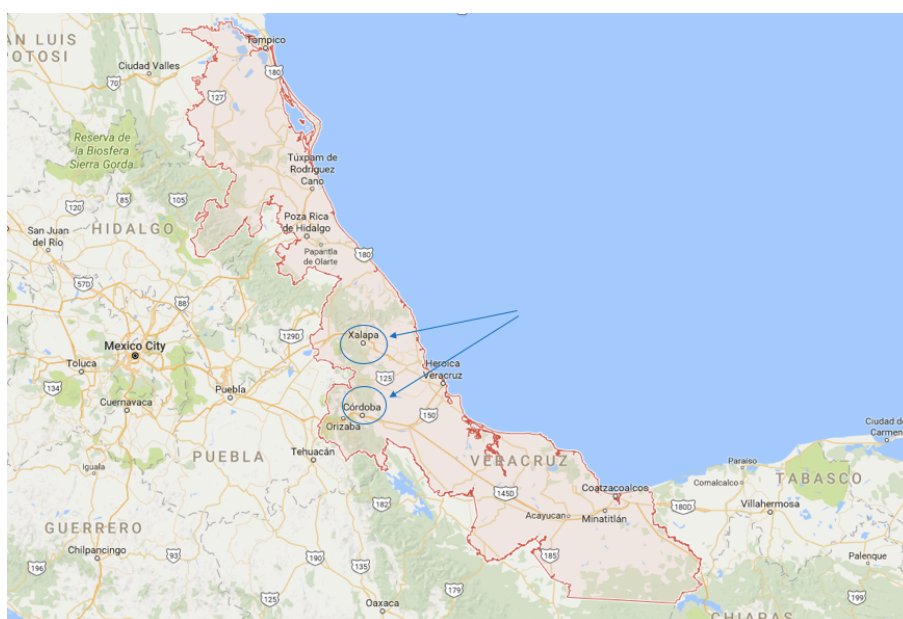 AN LUIS
POTOSI
Tampico
Ciudad Valles
180
70
127
Reserva de
la Biosfera
Sierra Gorda
Túxpam de
Rodríguez
Cano
120
85
105
San Juan
del Río
HIDALGO
Poza Rica
de Hidalgo
Papantla
de Olarte
180
57D
88
Xalapa
129D
Mexico City
Toluca
Heroica
Veracruz
125
134
Puebla
Cuernavaca
Córdoba
150
Orizaba
Ciudad de
Carmen
PUEBLA
Tehuacán
VERACRUZ
Iguala
Paraiso
Coatzacoalcos
Comalcalco
TABASCO
145D
182
180D
Villahermosa
Acayucan
Minatitlán
GUERRERO
Chilpancingo
93
190
185
135
Palenque
196
179
125
199
Oaxaca
CHIAPAS